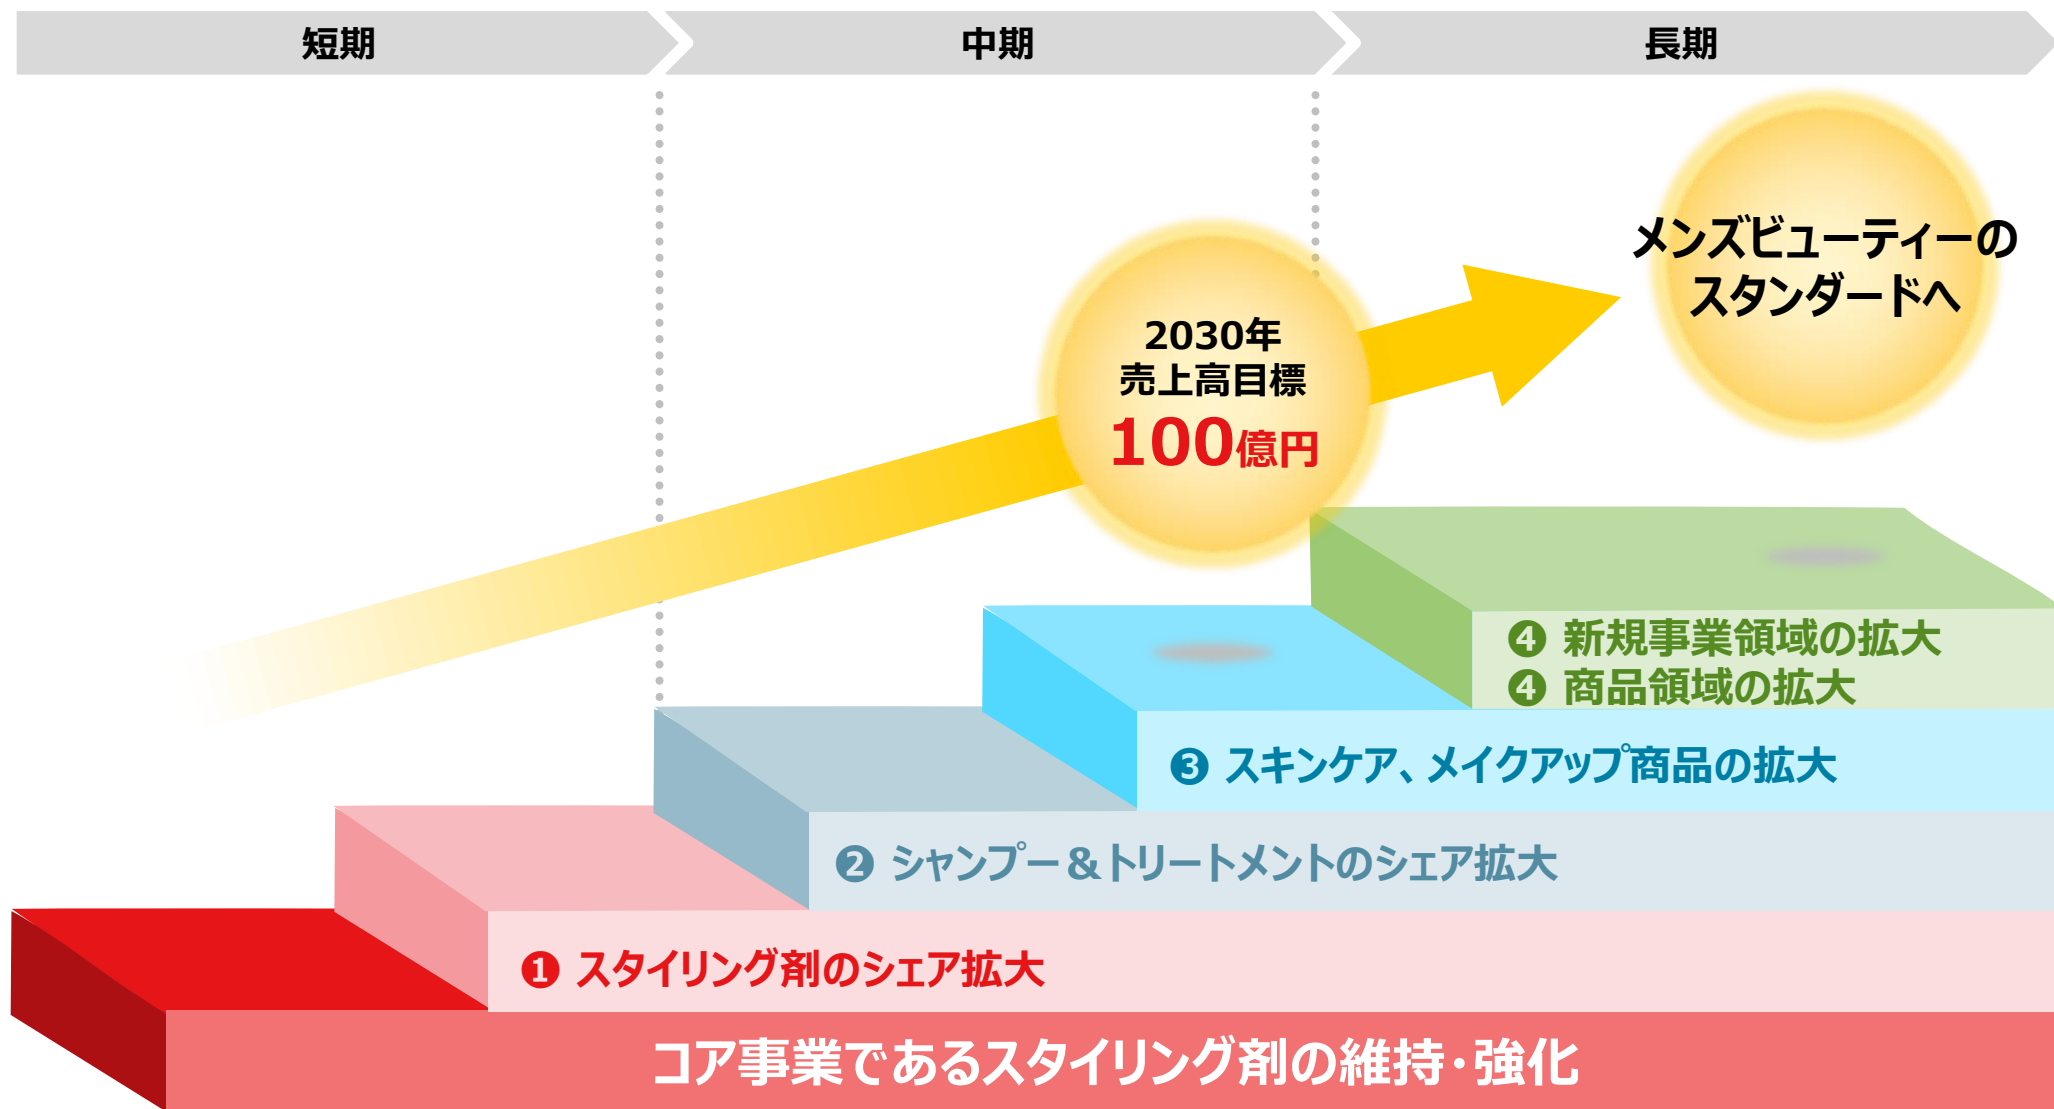 短期
中期
長期
メンズビューティーの
スタンダードへ
2030年
売上高目標
100億円
❹ 新規事業領域の拡大
❹ 商品領域の拡大
❸ スキンケア、メイクアップ商品の拡大
❷ シャンプー＆トリートメントのシェア拡大
❶ スタイリング剤のシェア拡大
コア事業であるスタイリング剤の維持・強化